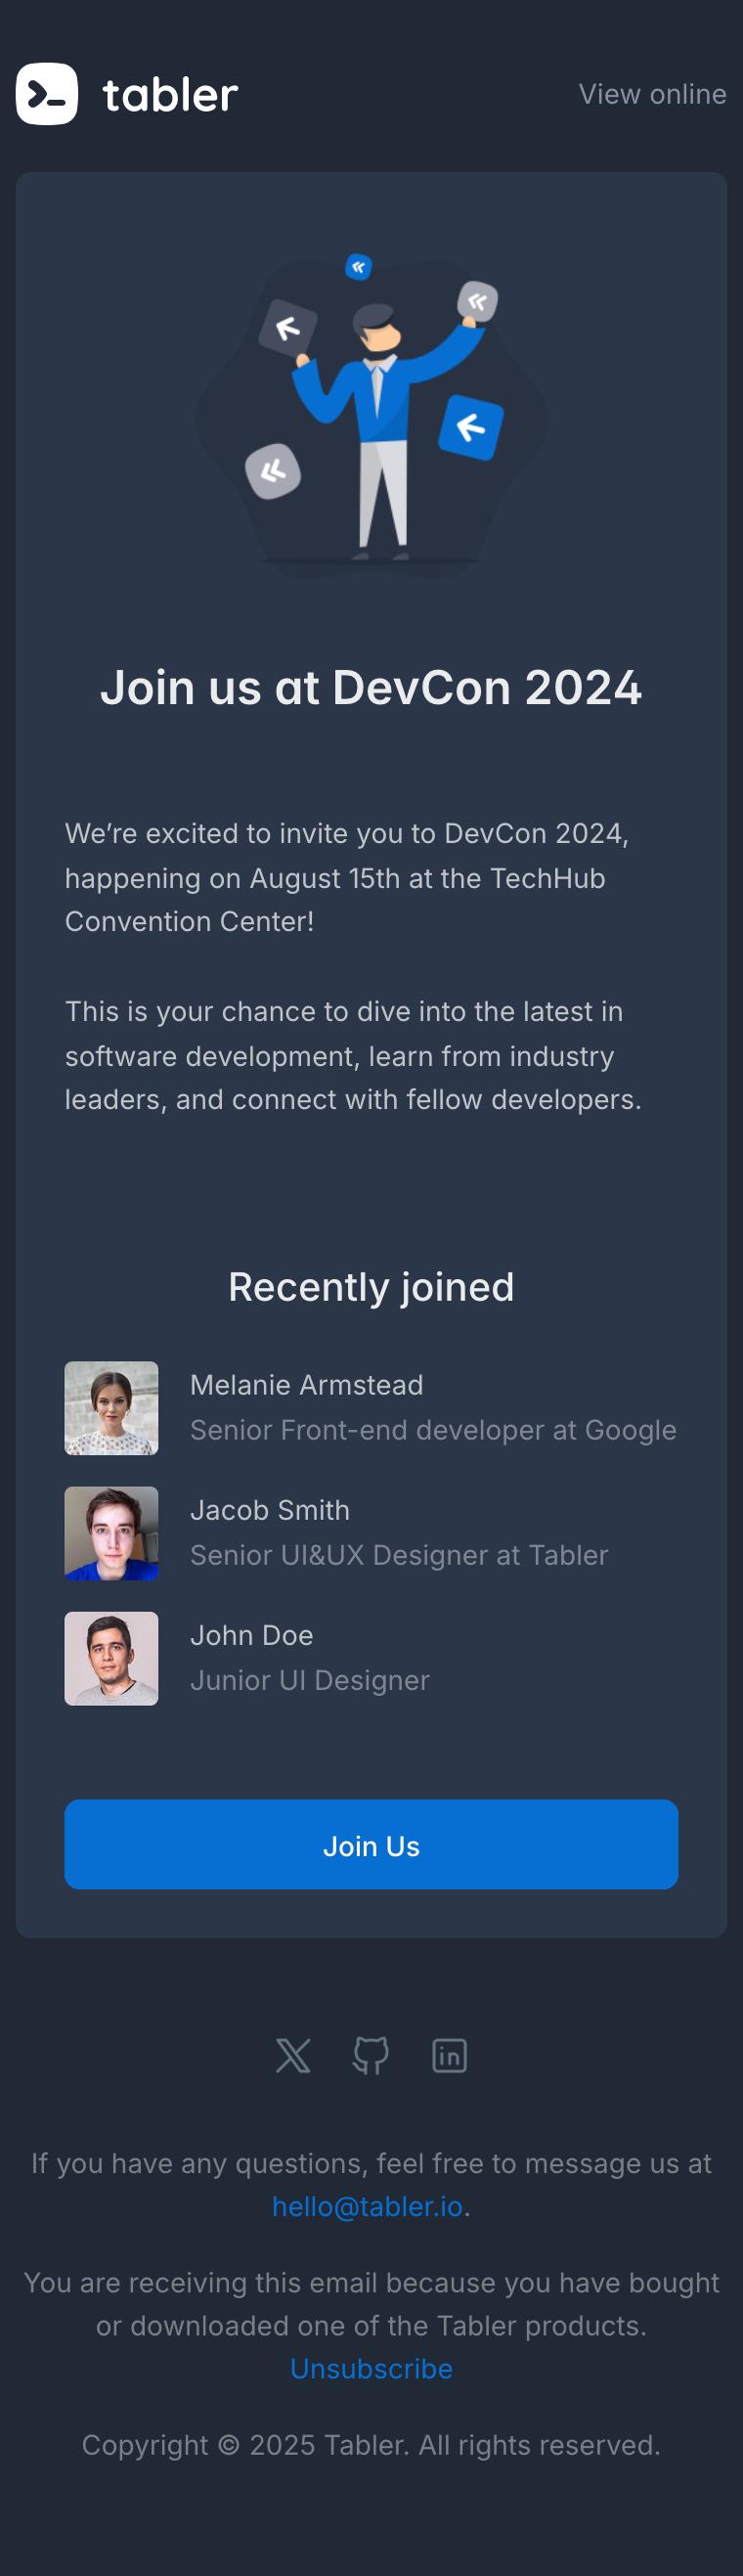 tabler
View online
Join us at DevCon 2024
We’re excited to invite you to DevCon 2024,
happening on August 15th at the TechHub
Convention Center!
This is your chance to dive into the latest in
software development, learn from industry
leaders, and connect with fellow developers.
Recently joined
Melanie Armstead
Senior Front-end developer at Google
Jacob Smith
Senior UI&UX Designer at Tabler
John Doe
Junior UI Designer
Join Us
If you have any questions, feel free to message us at
hello@tabler.io.
You are receiving this email because you have bought
or downloaded one of the Tabler products.
Unsubscribe
Copyright © 2025 Tabler. All rights reserved.